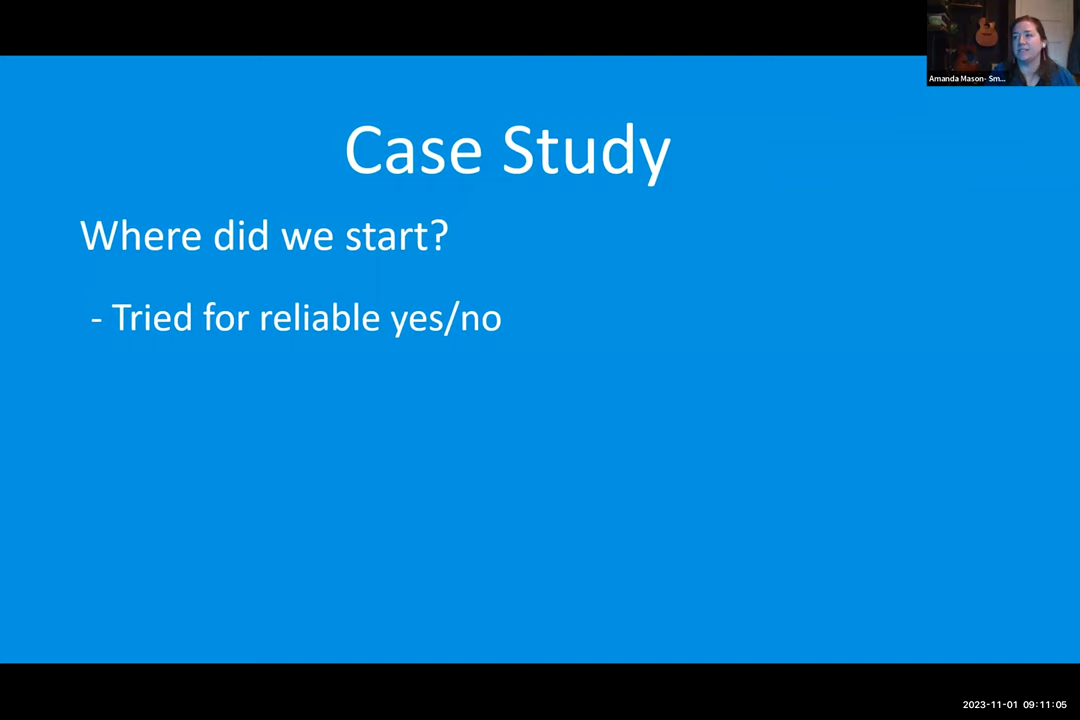 Amanda Mason- Sm...
Case Study
Where did we start?
- Tried for reliable yes/no
2023-11-01 09:11:05